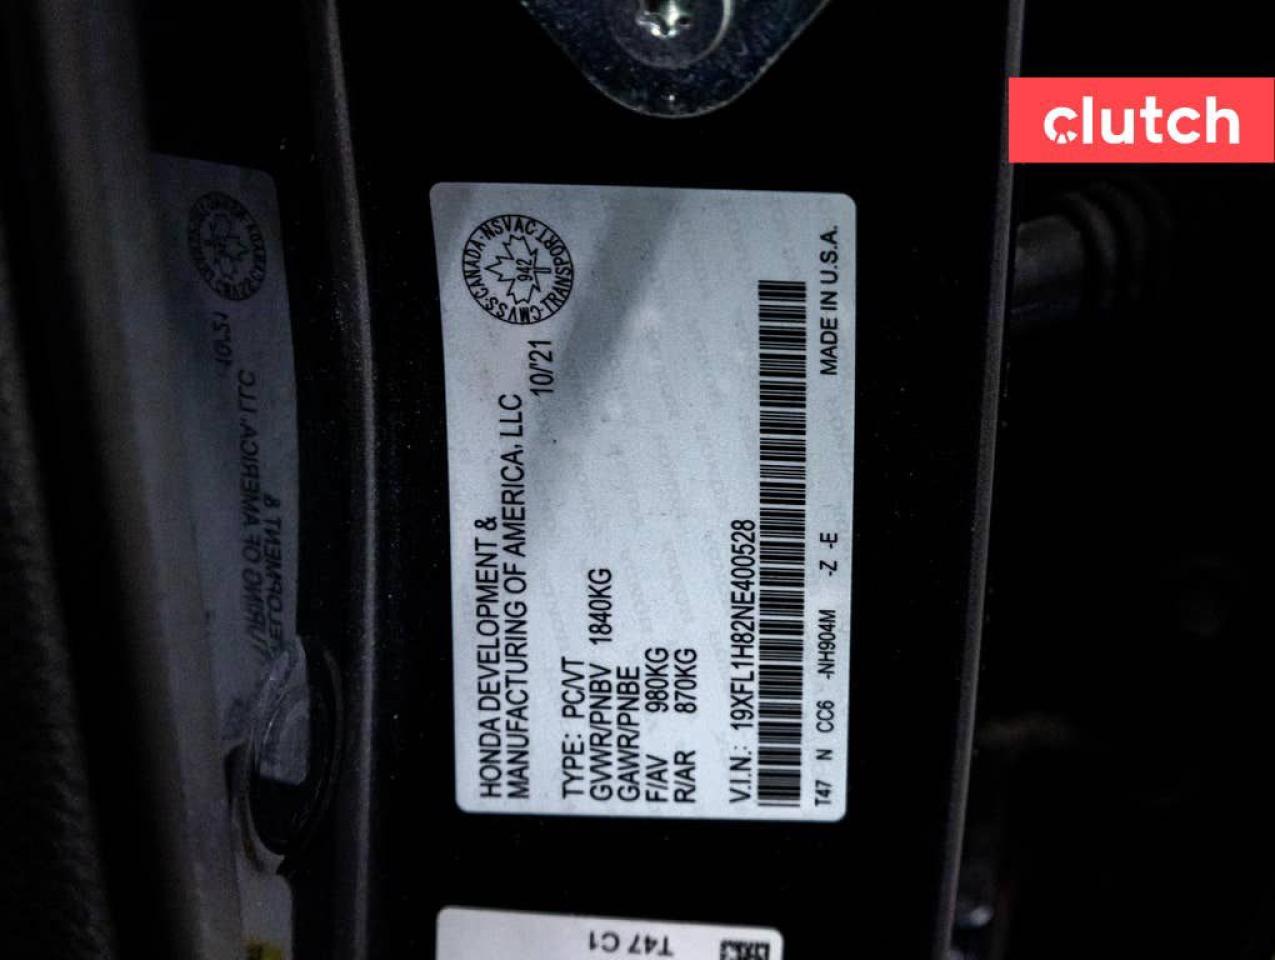 clutch
CMVSS·CANADA·NSVAC·TRANSPORT
942
10/'21
HONDA DEVELOPMENT &
MANUFACTURING OF AMERICA, LLC
TYPE: PC/VT
GVWR/PNBV 1840KG
GAWR/PNBE
F/AV 980KG
R/AR 870KG
V.I.N.: 19XFL1H82NE400528
T47 N CC6 -NH904M -Z -E
MADE IN U.S.A.
T47 C1